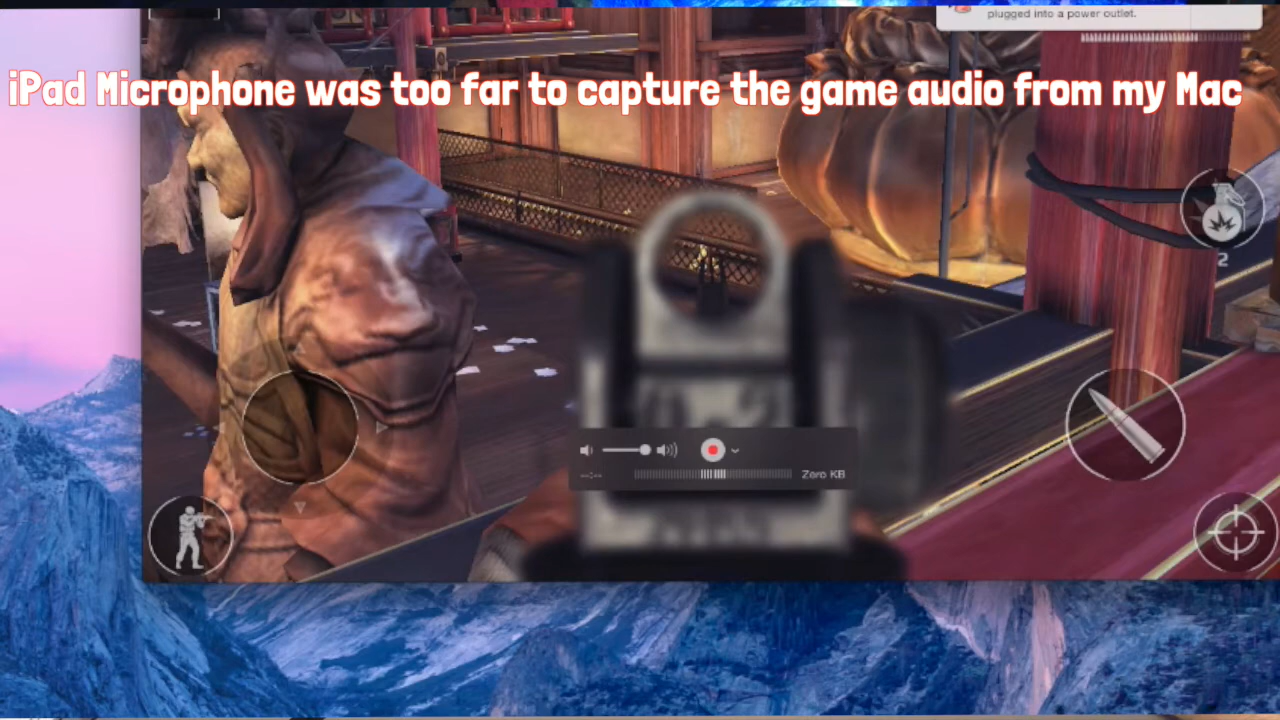 plugged into a power outlet.
iPad Microphone was too far to capture the game audio from my Mac
2
--:--
Zero KB